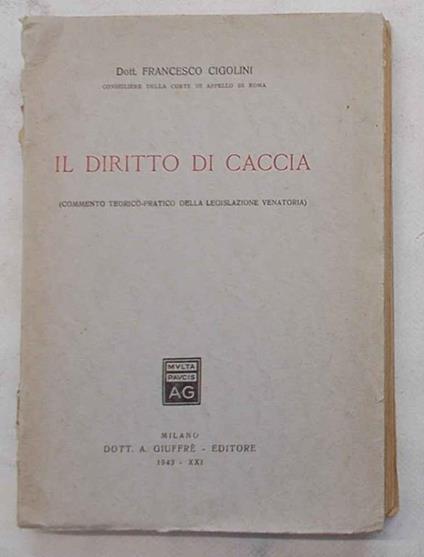 Dott. FRANCESCO CIGOLINI
CONSIGLIERE DELLA CORTE DI APPELLO DI ROMA
IL DIRITTO DI CACCIA
(COMMENTO TEORICO-PRATICO DELLA LEGISLAZIONE VENATORIA)
MVLTA
PAVCIS
AG
MILANO
DOTT. A. GIUFFRÈ - EDITORE
1943 - XXI